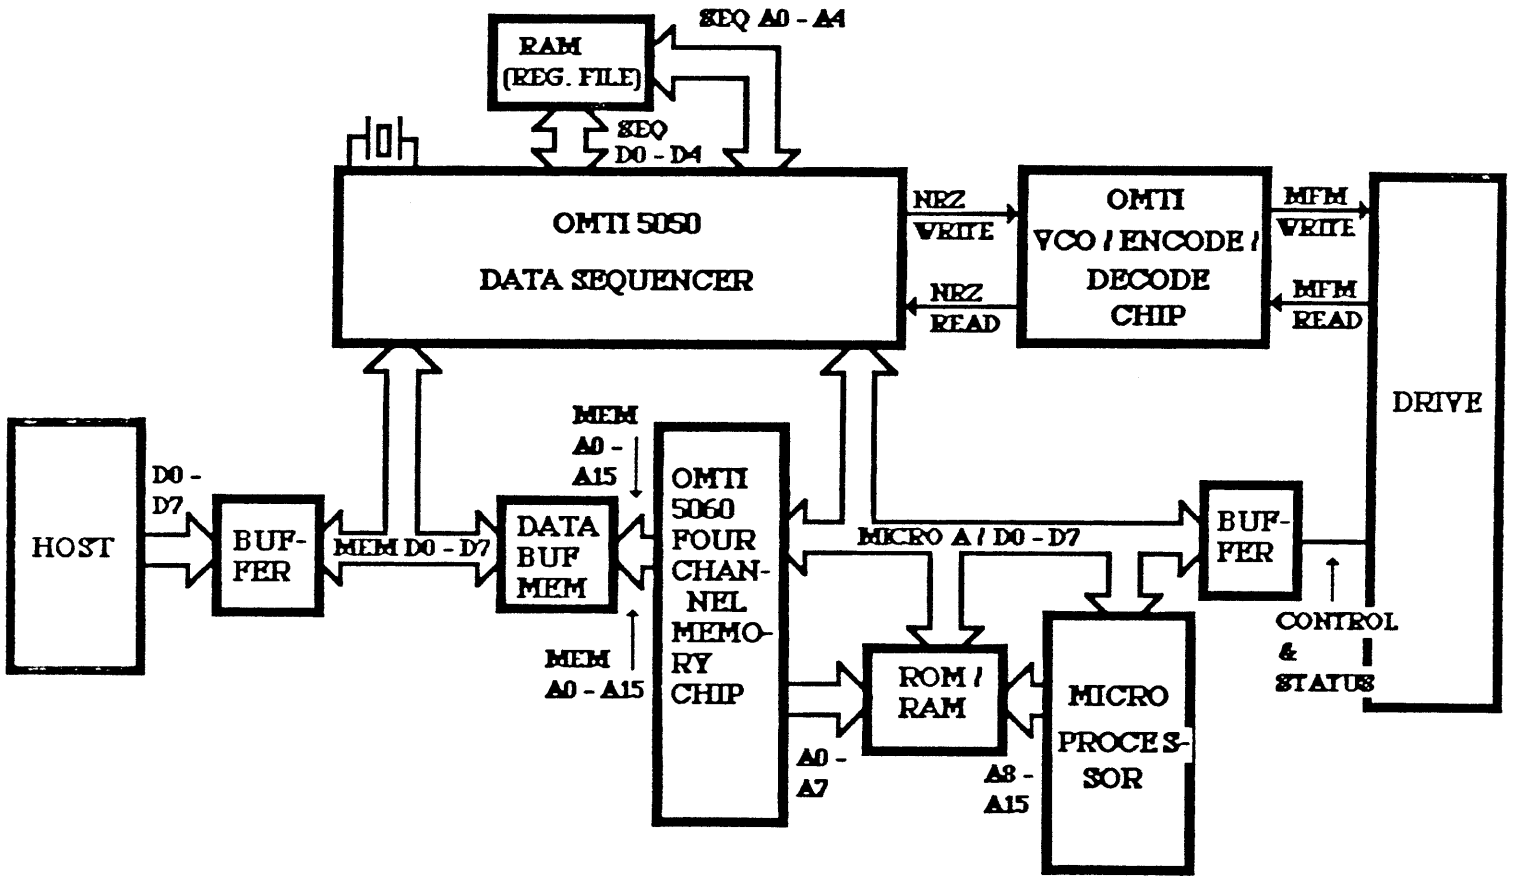 SEQ A0 - A4
RAM
(REG. FILE)
SEQ
D0 - D4
OMTI 5050
DATA SEQUENCER
NRZ
WRITE
NRZ
READ
OMTI
VCO / ENCODE /
DECODE
CHIP
MFM
WRITE
MFM
READ
DRIVE
HOST
D0 -
D7
BUF-
FER
MEM D0 - D7
DATA
BUF
MEM
MEM
A0 -
A15
MEM
A0 - A15
OMTI
5060
FOUR
CHAN-
NEL
MEMO-
RY
CHIP
MICRO A / D0 - D7
BUF-
FER
CONTROL
&
STATUS
ROM /
RAM
A0 -
A7
A8 -
A15
MICRO
PROCES-
SOR